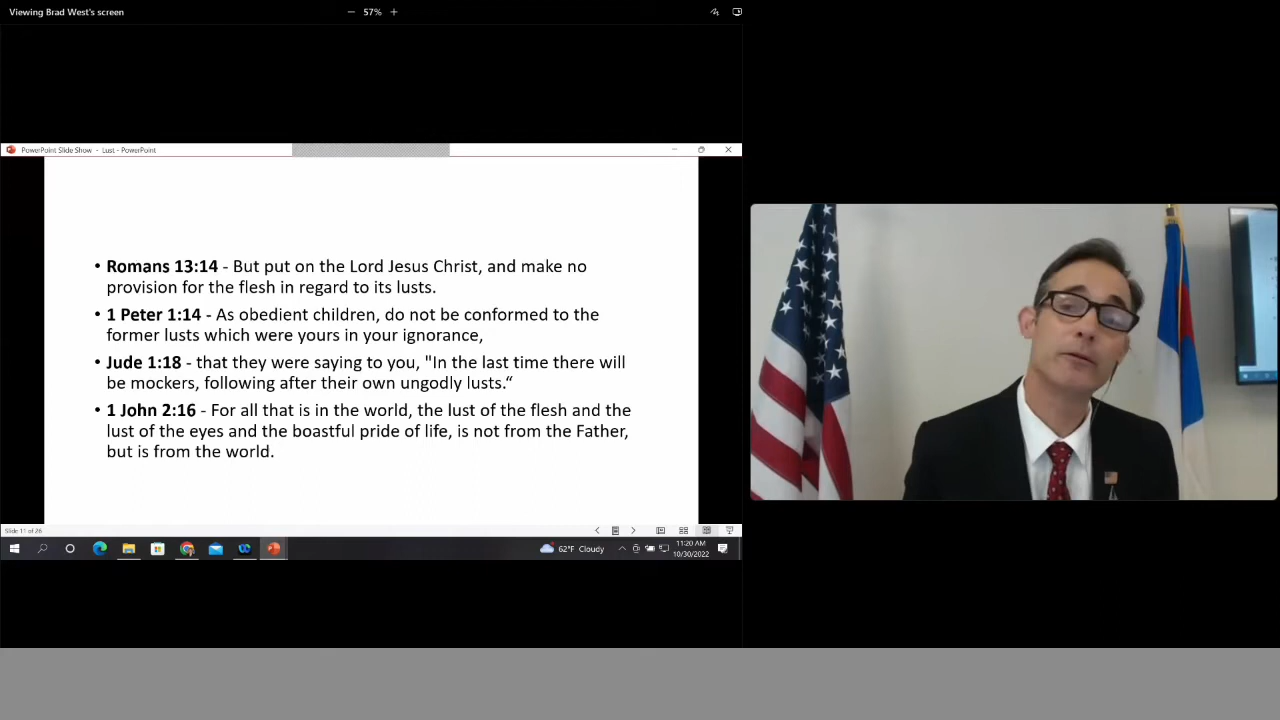 Viewing Brad West's screen
57%
PowerPoint Slide Show - Lust - PowerPoint
• Romans 13:14 - But put on the Lord Jesus Christ, and make no
provision for the flesh in regard to its lusts.
• 1 Peter 1:14 - As obedient children, do not be conformed to the
former lusts which were yours in your ignorance,
• Jude 1:18 - that they were saying to you, "In the last time there will
be mockers, following after their own ungodly lusts.“
• 1 John 2:16 - For all that is in the world, the lust of the flesh and the
lust of the eyes and the boastful pride of life, is not from the Father,
but is from the world.
Slide 11 of 26
62°F Cloudy
11:20 AM
10/30/2022